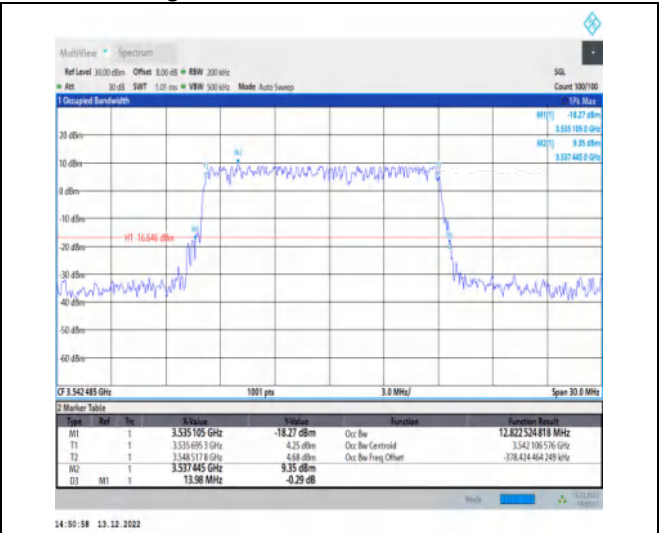 MultiView Spectrum
Ref Level 30.00 dBm Offset 8.00 dB RBW 200 kHz SGL
Att 30 dB SWT 1.01 ms VBW 500 kHz Mode Auto Sweep Count 100/100
1 Occupied Bandwidth 1Pk Max
M1[1] -18.27 dBm
3.535 105 0 GHz
20 dBm M2[1] 9.35 dBm
3.537 445 0 GHz
M2
10 dBm
0 dBm
-10 dBm
H1 -16.646 dBm
-20 dBm
-30 dBm
-40 dBm
-50 dBm
-60 dBm
CF 3.542 485 GHz 1001 pts 3.0 MHz/ Span 30.0 MHz
2 Marker Table
Type Ref Trc X-Value Y-Value Function Function Result
M1 1 3.535 105 GHz -18.27 dBm Occ Bw 12.822 524 818 MHz
T1 1 3.535 695 3 GHz 4.25 dBm Occ Bw Centroid 3.542 106 576 GHz
T2 1 3.548 517 8 GHz 4.68 dBm Occ Bw Freq Offset -378.424 464 249 kHz
M2 1 3.537 445 GHz 9.35 dBm
D3 M1 1 13.98 MHz -0.29 dB
Ready
14:50:58 13.12.2022